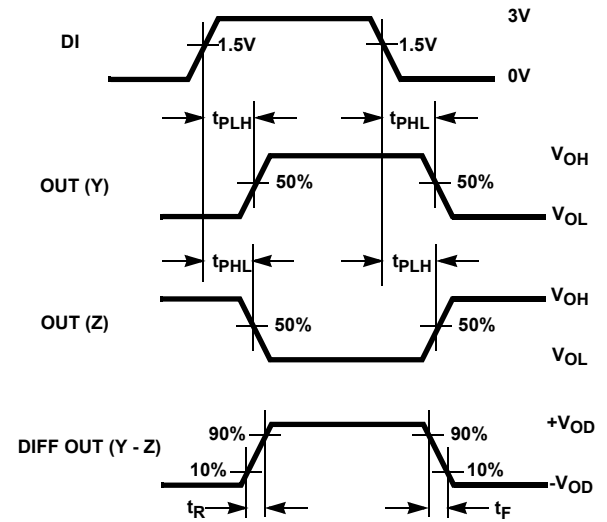 3V
DI
1.5V
1.5V
0V
tPLH
tPHL
VOH
OUT (Y)
50%
50%
VOL
tPHL
tPLH
VOH
OUT (Z)
50%
50%
VOL
+VOD
DIFF OUT (Y - Z)
90%
90%
10%
10%
-VOD
tR
tF